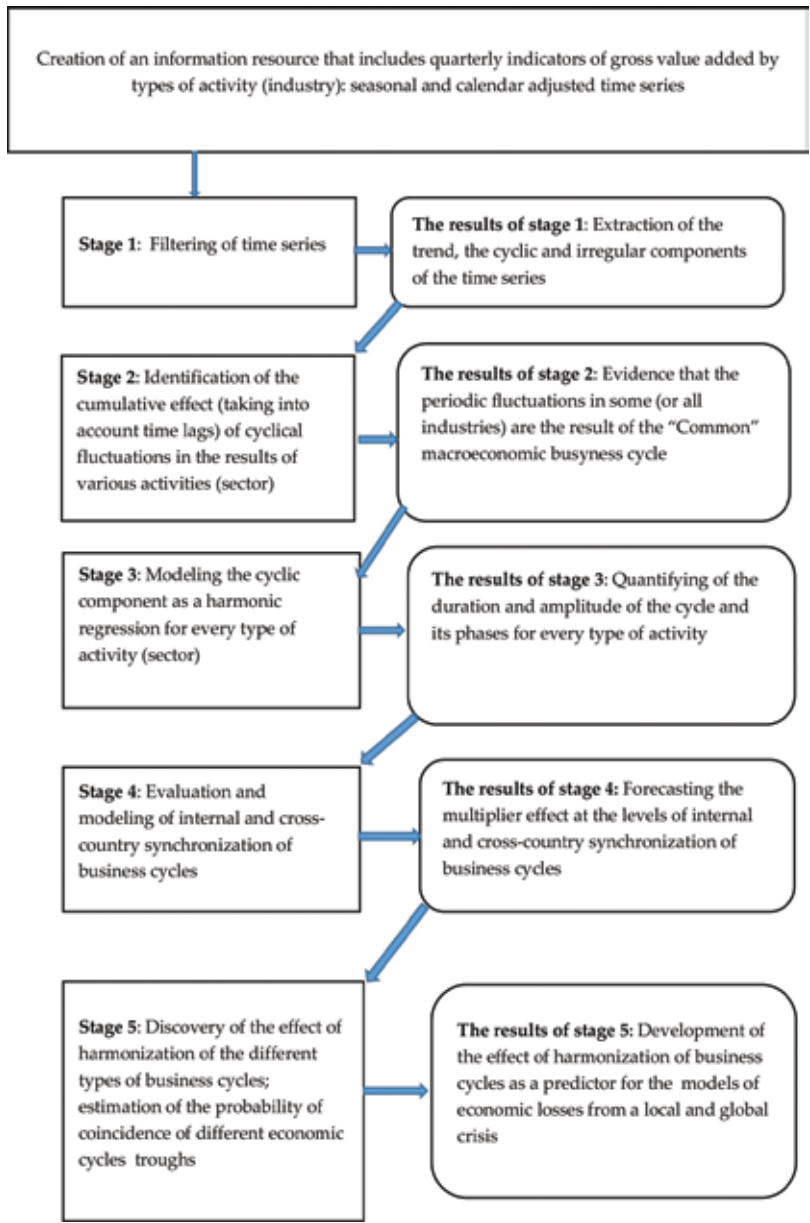 Creation of an information resource that includes quarterly indicators of gross value added by
types of activity (industry): seasonal and calendar adjusted time series
Stage 1: Filtering of time series
The results of stage 1: Extraction of the
trend, the cyclic and irregular components
of the time series
Stage 2: Identification of the
cumulative effect (taking into
account time lags) of cyclical
fluctuations in the results of
various activities (sector)
The results of stage 2: Evidence that the
periodic fluctuations in some (or all
industries) are the result of the “Common”
macroeconomic busyness cycle
Stage 3: Modeling the cyclic
component as a harmonic
regression for every type of
activity (sector)
The results of stage 3: Quantifying of the
duration and amplitude of the cycle and
its phases for every type of activity
Stage 4: Evaluation and
modeling of internal and cross-
country synchronization of
business cycles
The results of stage 4: Forecasting the
multiplier effect at the levels of internal
and cross-country synchronization of
business cycles
Stage 5: Discovery of the effect of
harmonization of the different
types of business cycles;
estimation of the probability of
coincidence of different economic
cycles troughs
The results of stage 5: Development of
the effect of harmonization of business
cycles as a predictor for the models of
economic losses from a local and global
crisis